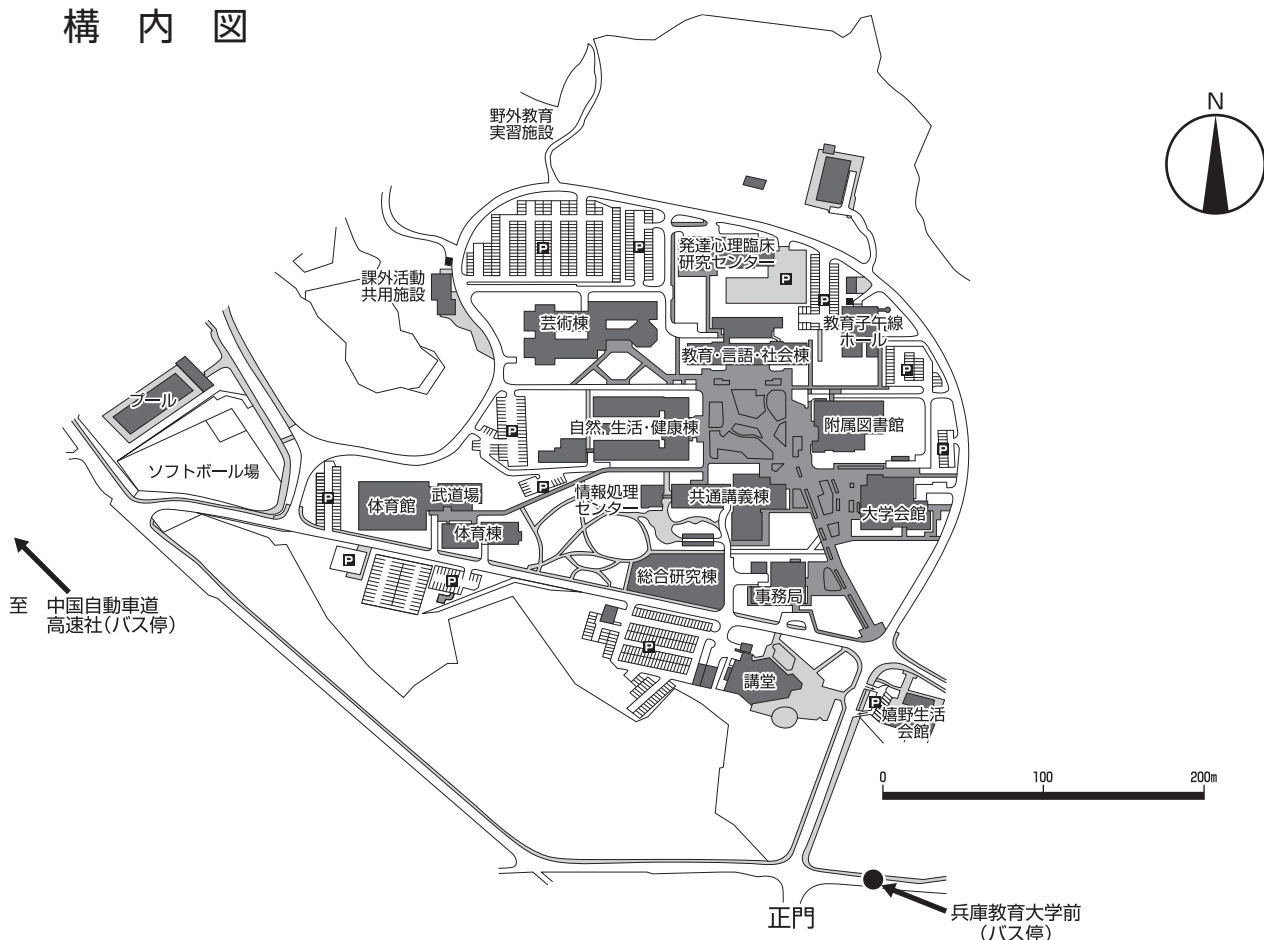 構 内 図
N
野外教育
実習施設
P
P
発達心理臨床
研究センター
P
P
課外活動
共用施設
芸術棟
教育子午線
ホール
教育・言語・社会棟
P
プール
自然、生活・健康棟
P
附属図書館
P
ソフトボール場
P
体育館
武道場
P
情報処理
センター
共通講義棟
大学会館
体育棟
P
P
総合研究棟
事務局
至
中国自動車道
高速社(バス停)
P
講堂
P
嬉野生活
会館
0 100 200m
正門
兵庫教育大学前
(バス停)